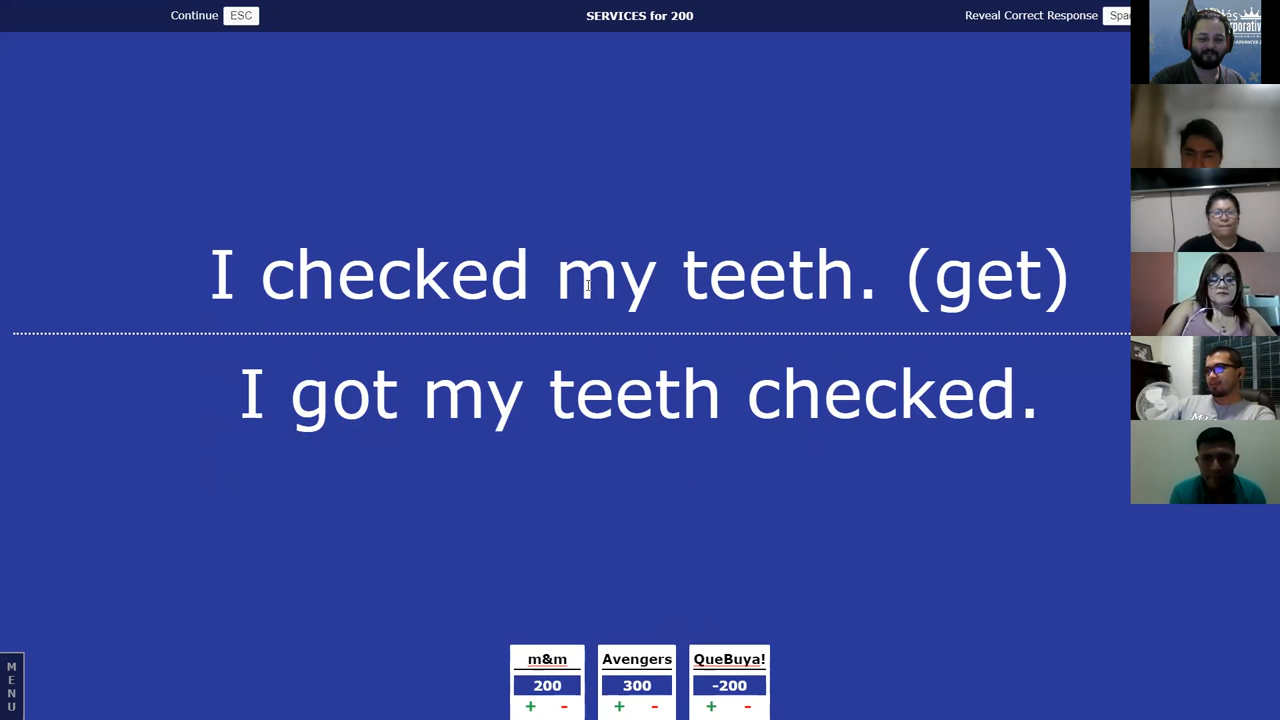 Continue ESC
SERVICES for 200
Reveal Correct Response
I checked my teeth. (get)
I got my teeth checked.
MENU
m&m
200
+ -
Avengers
300
+ -
QueBuya!
-200
+ -